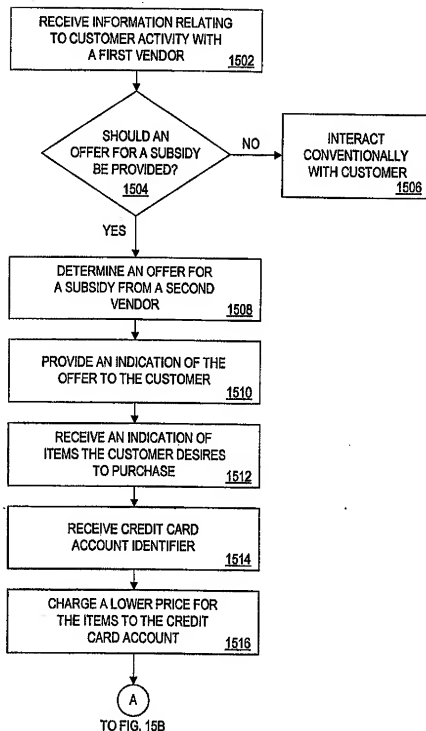 RECEIVE INFORMATION RELATING
TO CUSTOMER ACTIVITY WITH
A FIRST VENDOR
1502
SHOULD AN
OFFER FOR A SUBSIDY
BE PROVIDED?
1504
NO
INTERACT
CONVENTIONALLY
WITH CUSTOMER
1506
YES
DETERMINE AN OFFER FOR
A SUBSIDY FROM A SECOND
VENDOR
1508
PROVIDE AN INDICATION OF THE
OFFER TO THE CUSTOMER
1510
RECEIVE AN INDICATION OF
ITEMS THE CUSTOMER DESIRES
TO PURCHASE
1512
RECEIVE CREDIT CARD
ACCOUNT IDENTIFIER
1514
CHARGE A LOWER PRICE FOR
THE ITEMS TO THE CREDIT
CARD ACCOUNT
1516
A
TO FIG. 15B